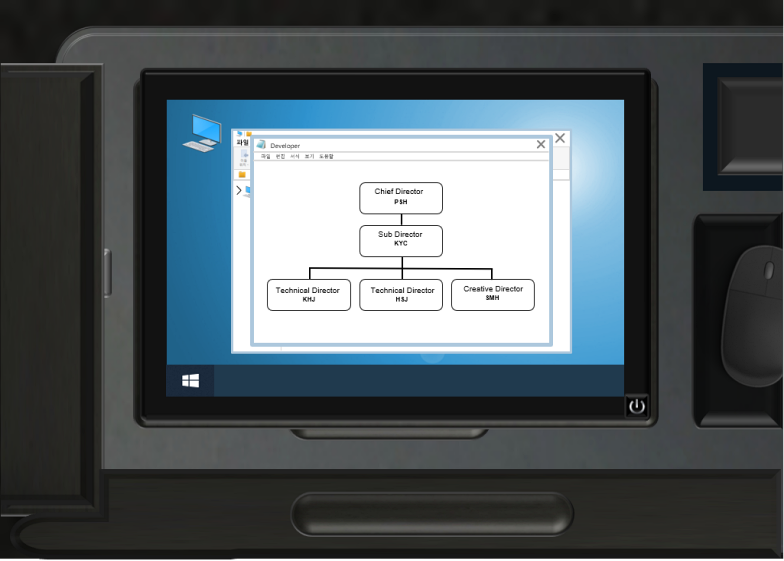 파일
Developer
파일 편집 서식 보기 도움말
Chief Director
PSH
Sub Director
KYC
Technical Director
KHJ
Technical Director
HSJ
Creative Director
SMH